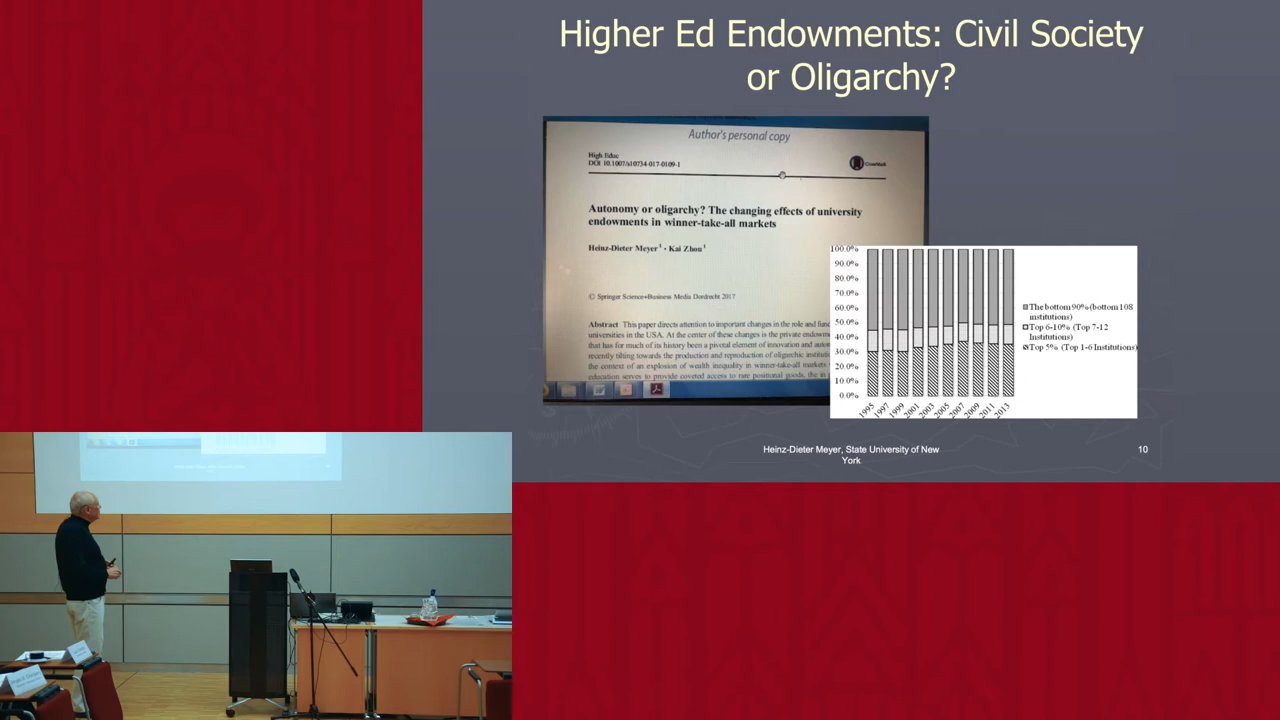 Higher Ed Endowments: Civil Society
or Oligarchy?
Author's personal copy
High Educ
DOI 10.1007/s10734-017-0109-1
CrossMark
Autonomy or oligarchy? The changing effects of university
endowments in winner-take-all markets
Heinz-Dieter Meyer¹ • Kai Zhou¹
© Springer Science+Business Media Dordrecht 2017
Abstract This paper directs attention to important changes in the role and
universities in the USA. At the center of these changes is the private
that has for much of its history been a pivotal element of innovation and
recently tilting towards the production and reproduction of oligarchic
the context of an explosion of wealth inequality in winner-take-all markets
education serves to provide coveted access to rare positional goods, the in
100.0%
90.0%
80.0%
70.0%
60.0%
50.0%
40.0%
30.0%
20.0%
10.0%
0.0%
1995 1997 1999 2001 2003 2005 2007 2009 2011 2013
The bottom 90% (bottom 108
institutions)
Top 6-10% (Top 7-12
Institutions)
Top 5% (Top 1-6 Institutions)
Heinz-Dieter Meyer, State University of New
York
10